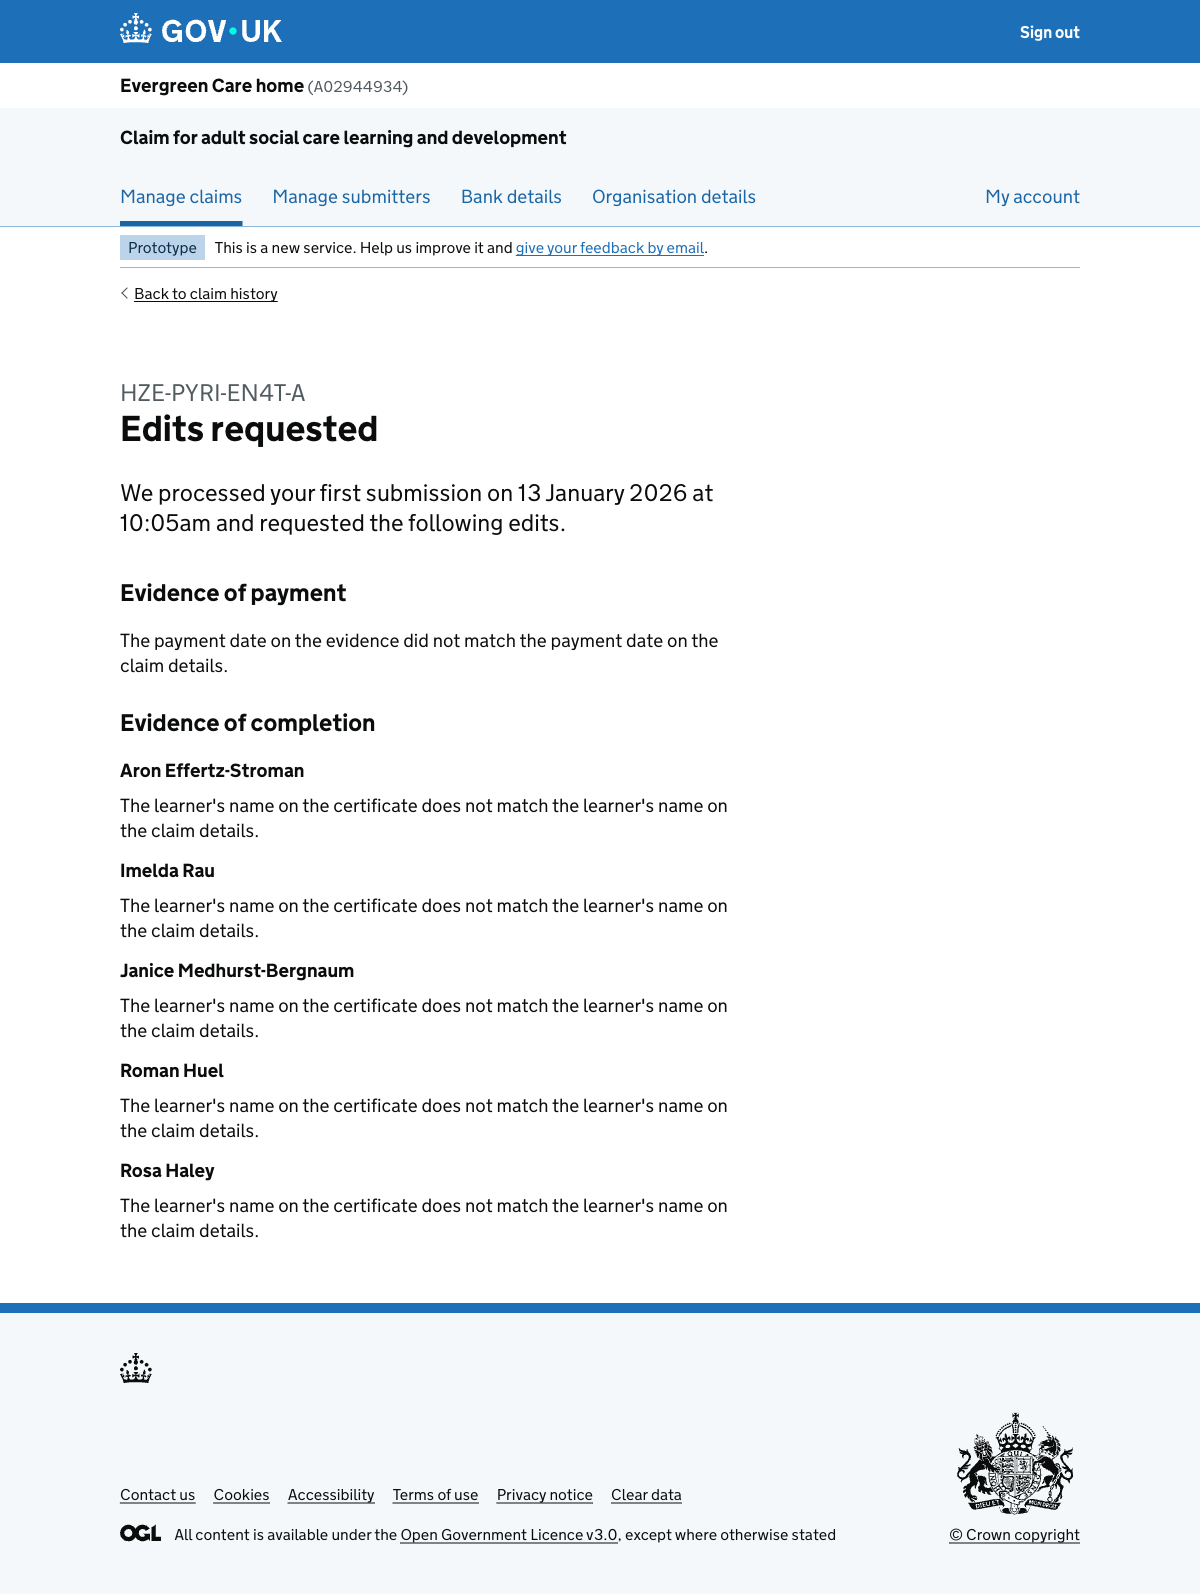 GOV•UK
Sign out
Evergreen Care home (A02944934)
Claim for adult social care learning and development
Manage claims Manage submitters Bank details Organisation details My account
Prototype This is a new service. Help us improve it and give your feedback by email.
Back to claim history
HZE-PYRI-EN4T-A
Edits requested
We processed your first submission on 13 January 2026 at
10:05am and requested the following edits.
Evidence of payment
The payment date on the evidence did not match the payment date on the
claim details.
Evidence of completion
Aron Effertz-Stroman
The learner's name on the certificate does not match the learner's name on
the claim details.
Imelda Rau
The learner's name on the certificate does not match the learner's name on
the claim details.
Janice Medhurst-Bergnaum
The learner's name on the certificate does not match the learner's name on
the claim details.
Roman Huel
The learner's name on the certificate does not match the learner's name on
the claim details.
Rosa Haley
The learner's name on the certificate does not match the learner's name on
the claim details.
Contact us Cookies Accessibility Terms of use Privacy notice Clear data
OGL All content is available under the Open Government Licence v3.0, except where otherwise stated
© Crown copyright